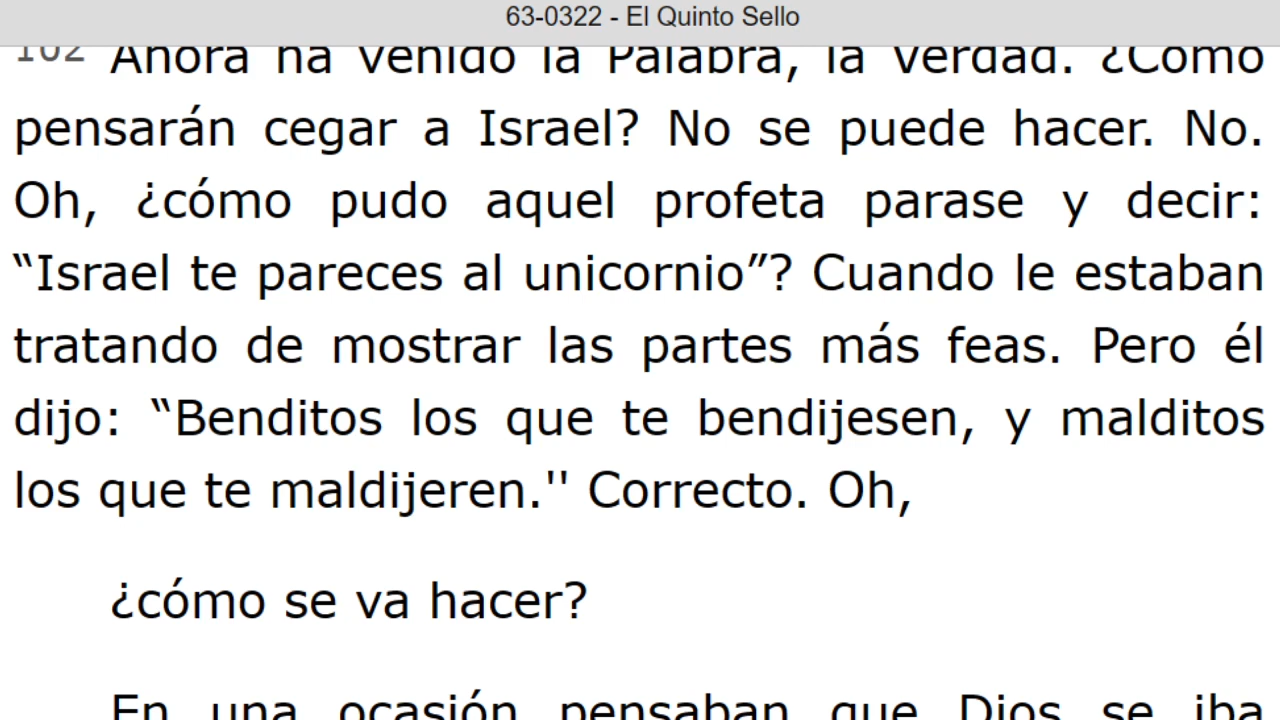 63-0322 - El Quinto Sello
102 Ahora ha venido la Palabra, la Verdad. ¿Cómo
pensarán cegar a Israel? No se puede hacer. No.
Oh, ¿cómo pudo aquel profeta parase y decir:
“Israel te pareces al unicornio”? Cuando le estaban
tratando de mostrar las partes más feas. Pero él
dijo: “Benditos los que te bendijesen, y malditos
los que te maldijeren.'' Correcto. Oh,
¿cómo se va hacer?
En una ocasión pensaban que Dios se iba